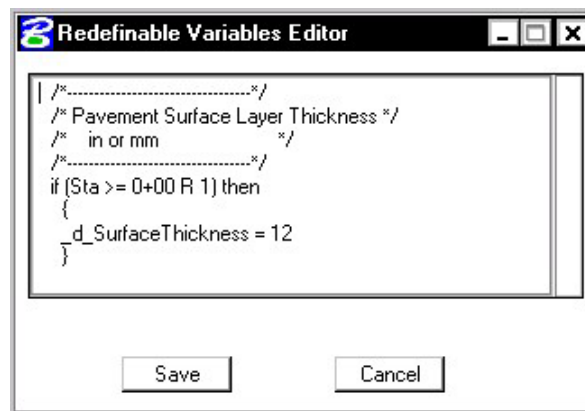 Redefinable Variables Editor
/*--------------------------------*/
/* Pavement Surface Layer Thickness */
/*    in or mm                    */
/*--------------------------------*/
if (Sta >= 0+00 R 1) then
{
_d_SurfaceThickness = 12
}
Save Cancel